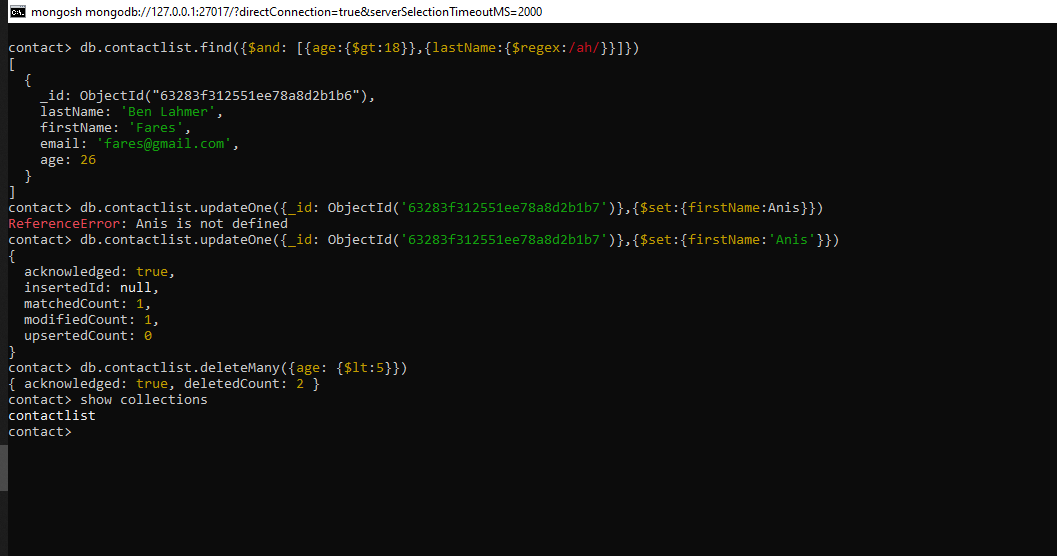 mongosh mongodb://127.0.0.1:27017/?directConnection=true&serverSelectionTimeoutMS=2000
contact> db.contactlist.find({$and: [{age:{$gt:18}},{lastName:{$regex:/ah/}}]})
[
  {
    _id: ObjectId("63283f312551ee78a8d2b1b6"),
    lastName: 'Ben Lahmer',
    firstName: 'Fares',
    email: 'fares@gmail.com',
    age: 26
  }
]
contact> db.contactlist.updateOne({_id: ObjectId('63283f312551ee78a8d2b1b7')},{$set:{firstName:Anis}})
ReferenceError: Anis is not defined
contact> db.contactlist.updateOne({_id: ObjectId('63283f312551ee78a8d2b1b7')},{$set:{firstName:'Anis'}})
{
  acknowledged: true,
  insertedId: null,
  matchedCount: 1,
  modifiedCount: 1,
  upsertedCount: 0
}
contact> db.contactlist.deleteMany({age: {$lt:5}})
{ acknowledged: true, deletedCount: 2 }
contact> show collections
contactlist
contact>